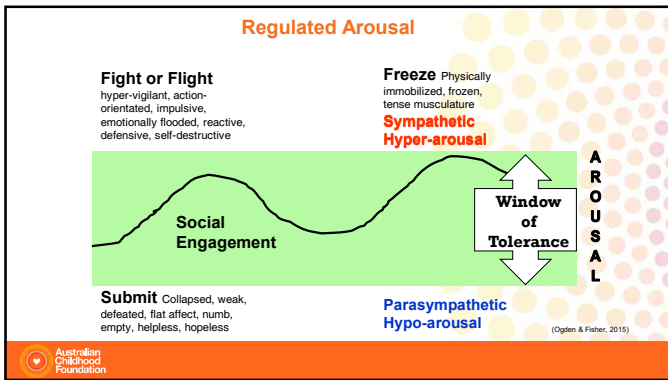 Regulated Arousal
Fight or Flight
hyper-vigilant, action-
orientated, impulsive,
emotionally flooded, reactive,
defensive, self-destructive
Freeze Physically
immobilized, frozen,
tense musculature
Sympathetic
Hyper-arousal
Social
Engagement
Window
of
Tolerance
AROUSAL
Submit Collapsed, weak,
defeated, flat affect, numb,
empty, helpless, hopeless
Parasympathetic
Hypo-arousal
(Ogden & Fisher, 2015)
Australian
Childhood
Foundation